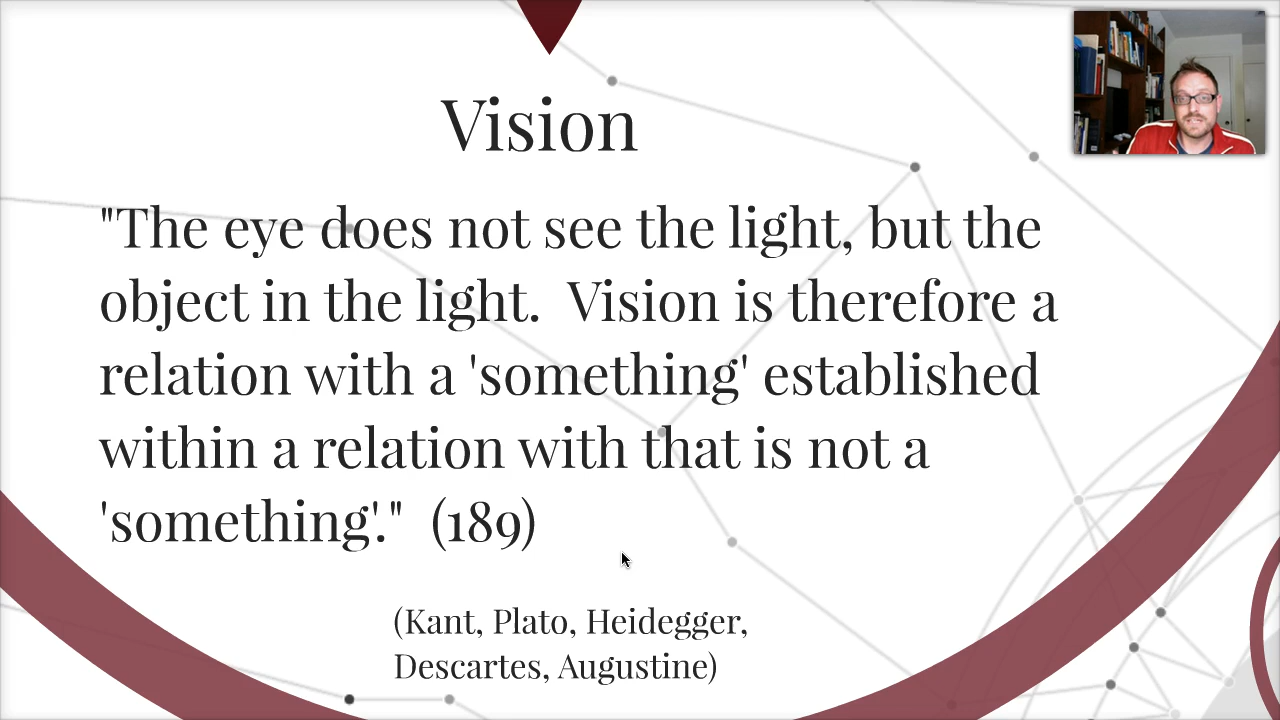 Vision
"The eye does not see the light, but the
object in the light.  Vision is therefore a
relation with a 'something' established
within a relation with that is not a
'something'."  (189)
(Kant, Plato, Heidegger,
Descartes, Augustine)